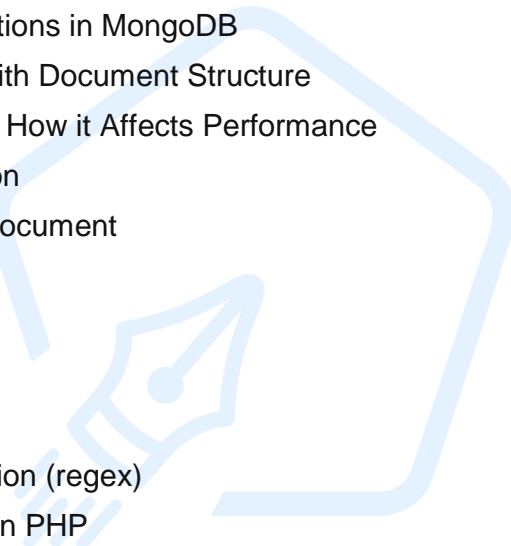 tions in MongoDB
ith Document Structure
How it Affects Performance
on
ocument
ion (regex)
n PHP